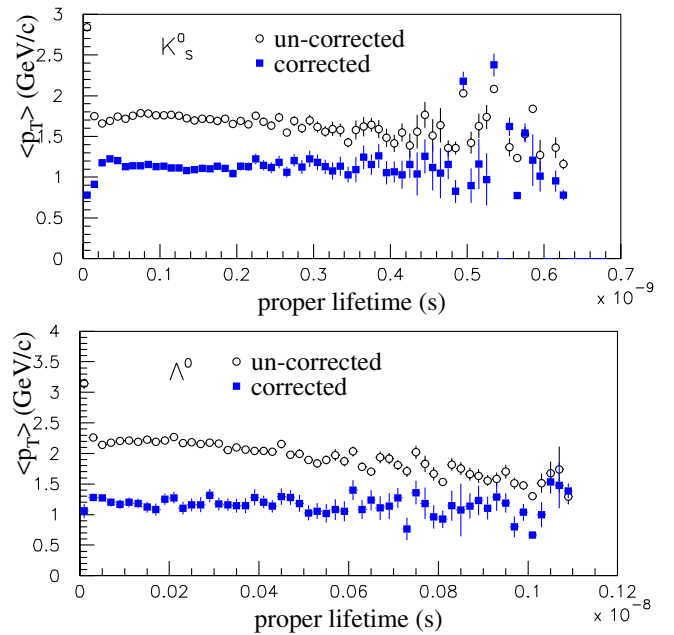 K⁰ₛ
un-corrected
corrected
<p_T> (GeV/c)
3
2.5
2
1.5
1
0.5
0
0 0.1 0.2 0.3 0.4 0.5 0.6 0.7
x 10⁻⁹
proper lifetime (s)
Λ⁰
un-corrected
corrected
<p_T> (GeV/c)
4
3.5
3
2.5
2
1.5
1
0.5
0
0 0.02 0.04 0.06 0.08 0.1 0.12
x 10⁻⁸
proper lifetime (s)